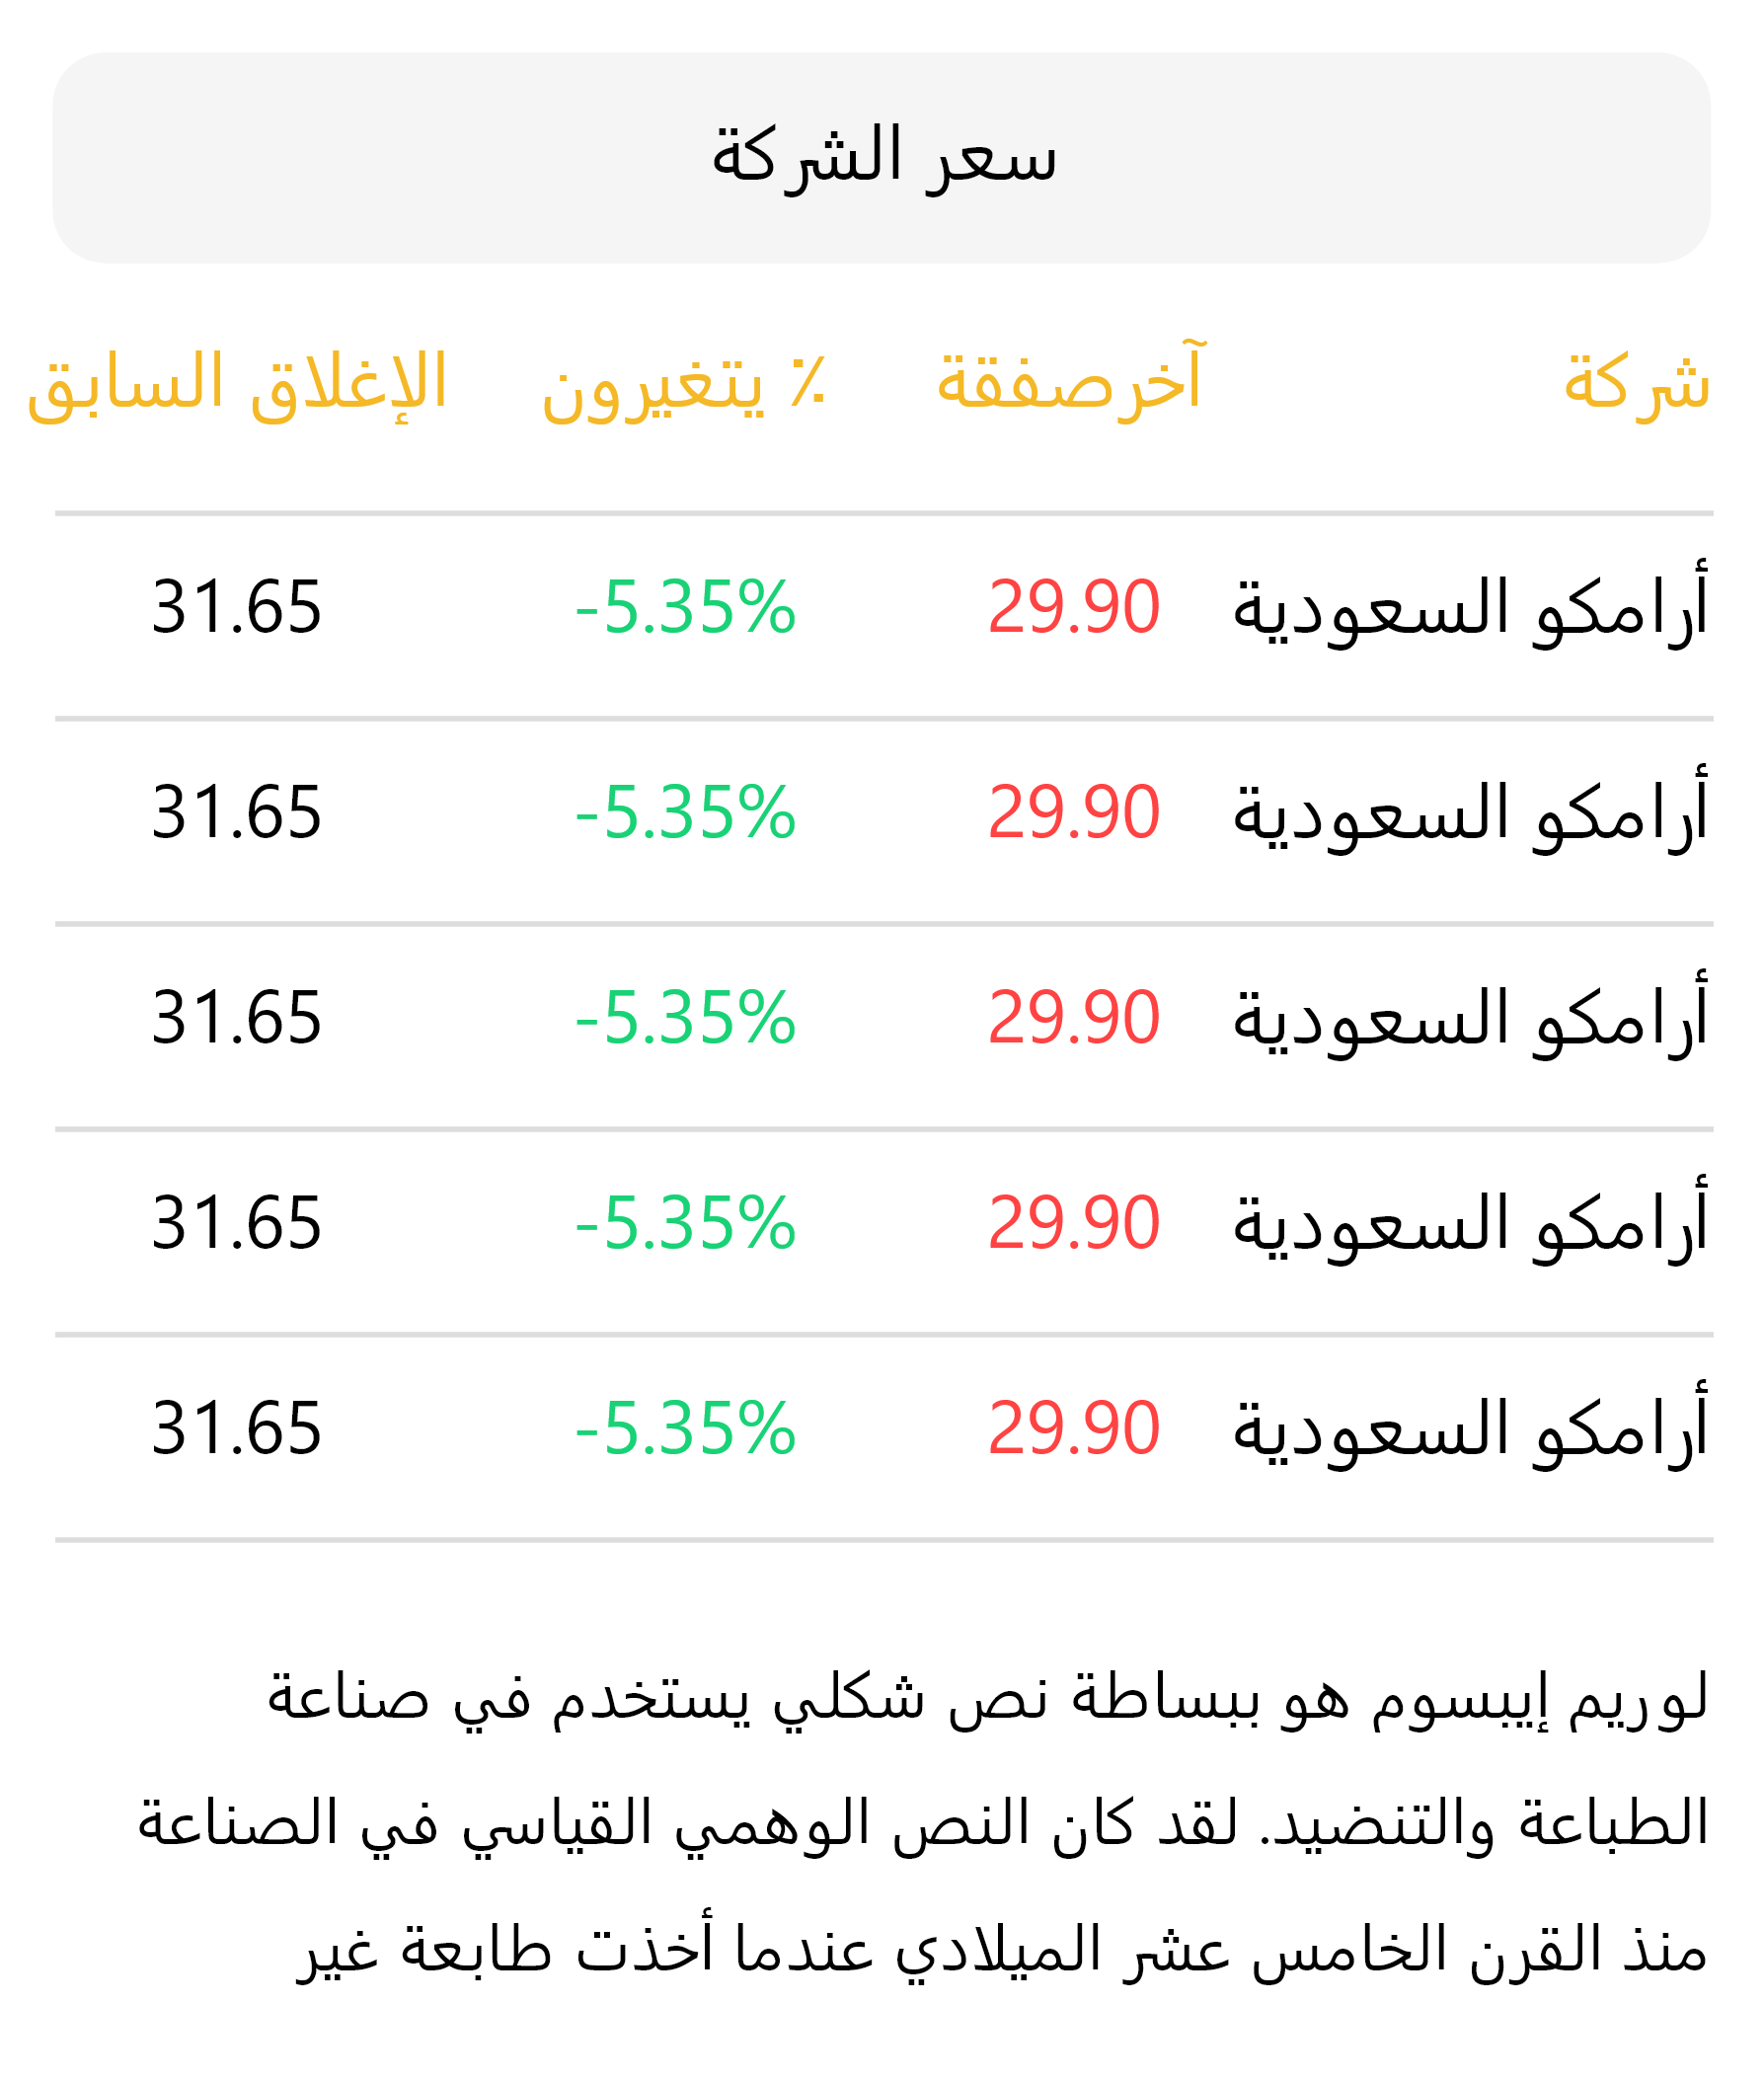 سعر الشركة
شركة آخرصفقة ٪ يتغيرون الإغلاق السابق
أرامكو السعودية 29.90 -5.35% 31.65
أرامكو السعودية 29.90 -5.35% 31.65
أرامكو السعودية 29.90 -5.35% 31.65
أرامكو السعودية 29.90 -5.35% 31.65
أرامكو السعودية 29.90 -5.35% 31.65
لوريم إيبسوم هو ببساطة نص شكلي يستخدم في صناعة
الطباعة والتنضيد. لقد كان النص الوهمي القياسي في الصناعة
منذ القرن الخامس عشر الميلادي عندما أخذت طابعة غير